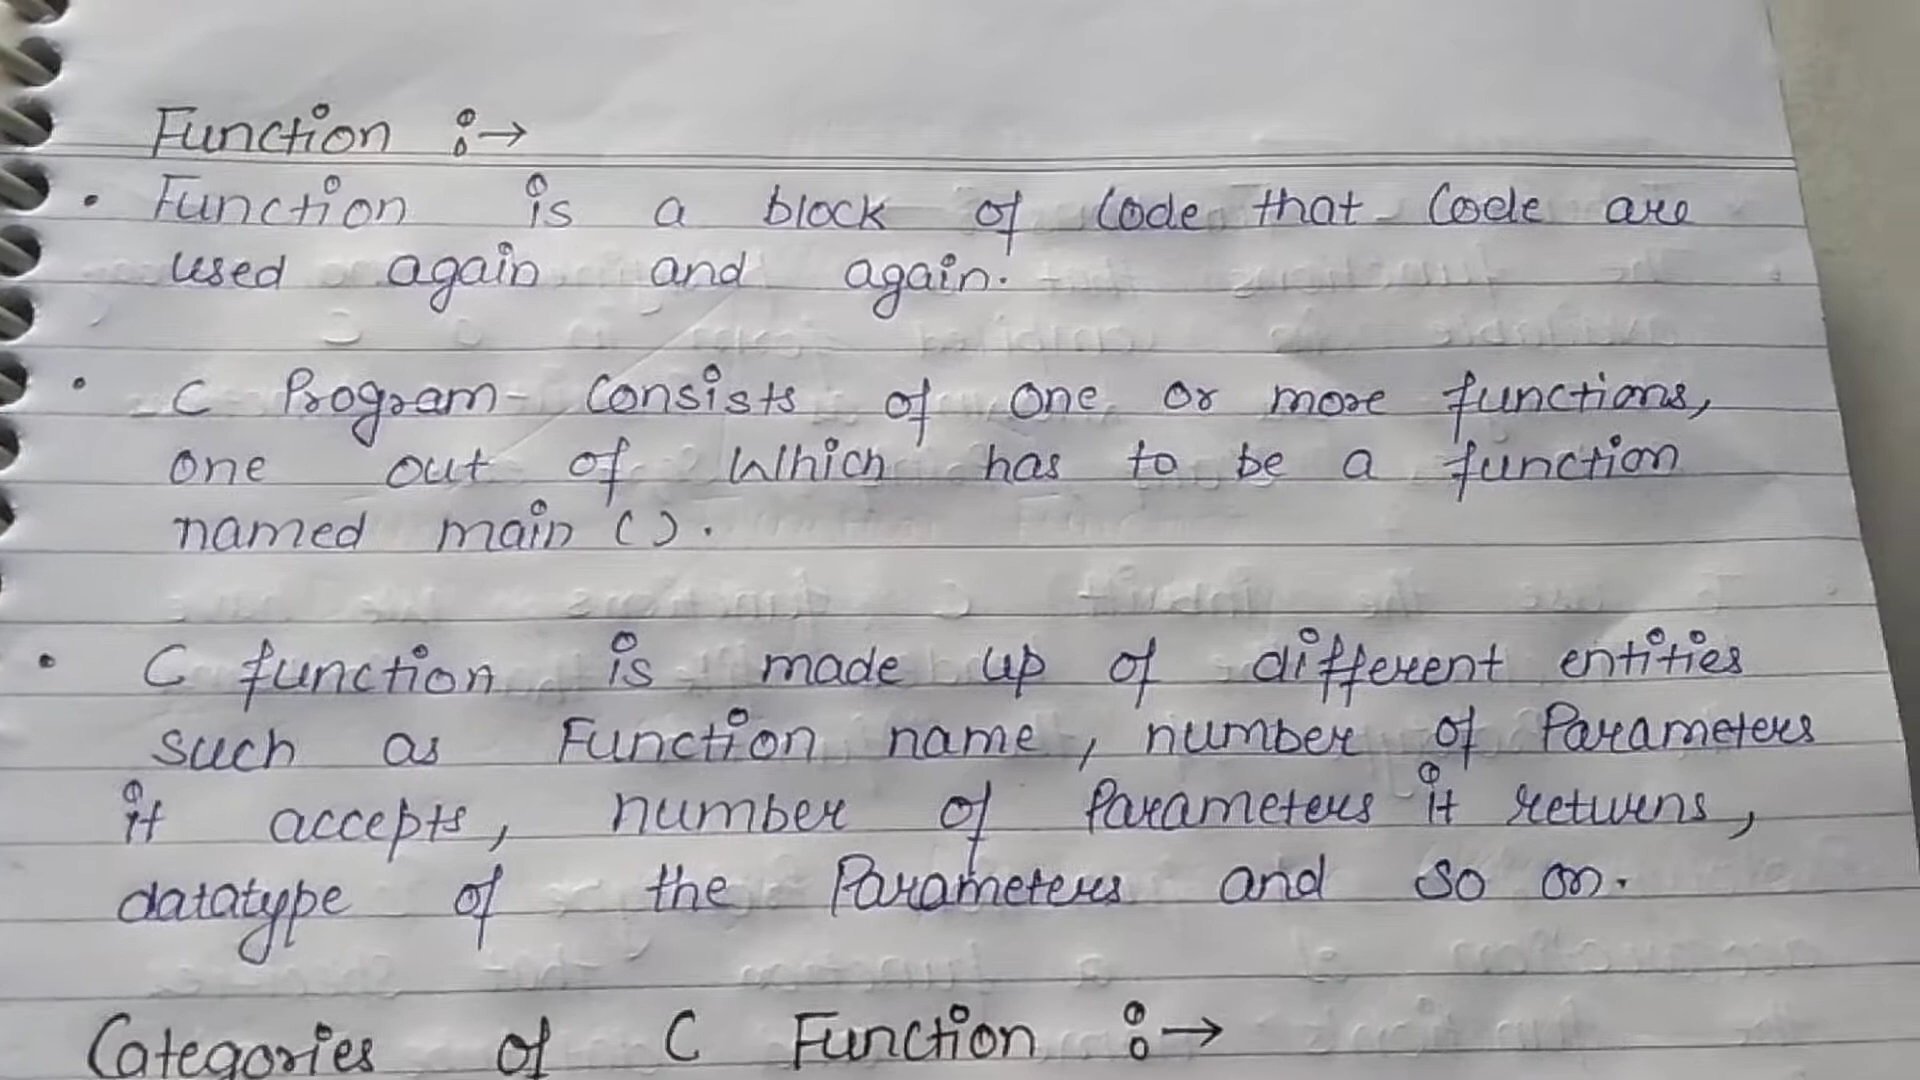 Function :→
• Function is a block of Code that Code are
used again and again.
• C Program Consists of one or more functions,
one out of Which has to be a function
named main ().
• C function is made up of different entities
such as Function name, number of Parameters
it accepts, number of Parameters it returns,
datatype of the Parameters and so on.
Categories of C Function :→